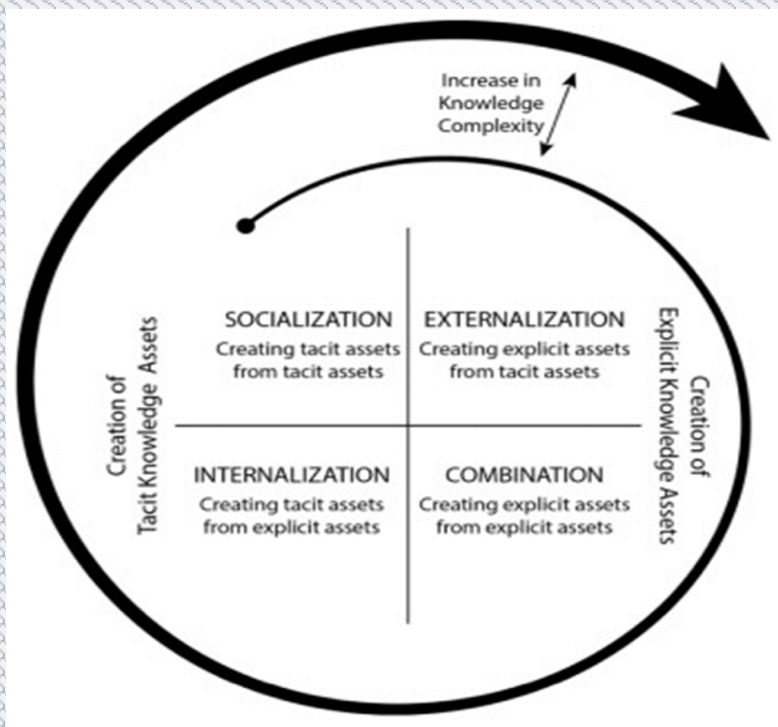 Increase in
Knowledge
Complexity
SOCIALIZATION
Creating tacit assets
from tacit assets
EXTERNALIZATION
Creating explicit assets
from tacit assets
Creation of
Tacit Knowledge Assets
Creation of
Explicit Knowledge Assets
INTERNALIZATION
Creating tacit assets
from explicit assets
COMBINATION
Creating explicit assets
from explicit assets